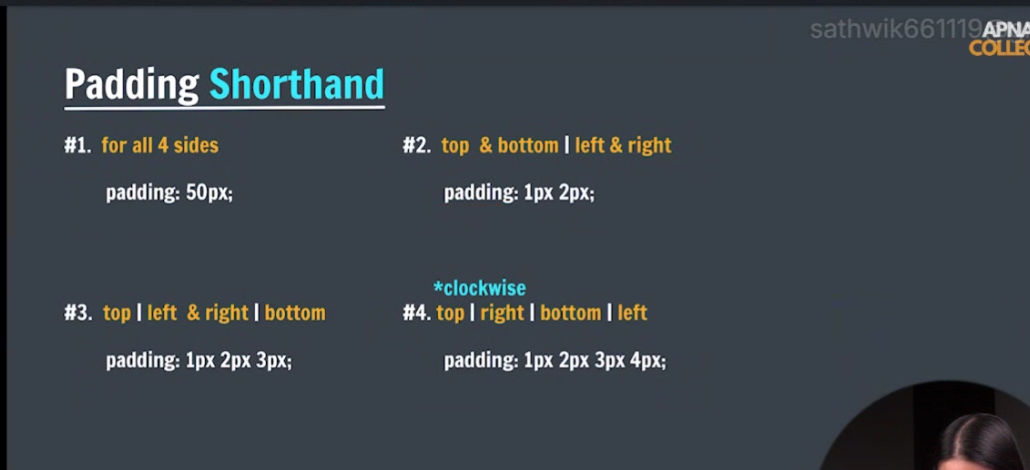 sathwik661119
APNA
COLLEG
Padding Shorthand
#1. for all 4 sides
padding: 50px;
#2. top & bottom | left & right
padding: 1px 2px;
#3. top | left & right | bottom
padding: 1px 2px 3px;
*clockwise
#4. top | right | bottom | left
padding: 1px 2px 3px 4px;